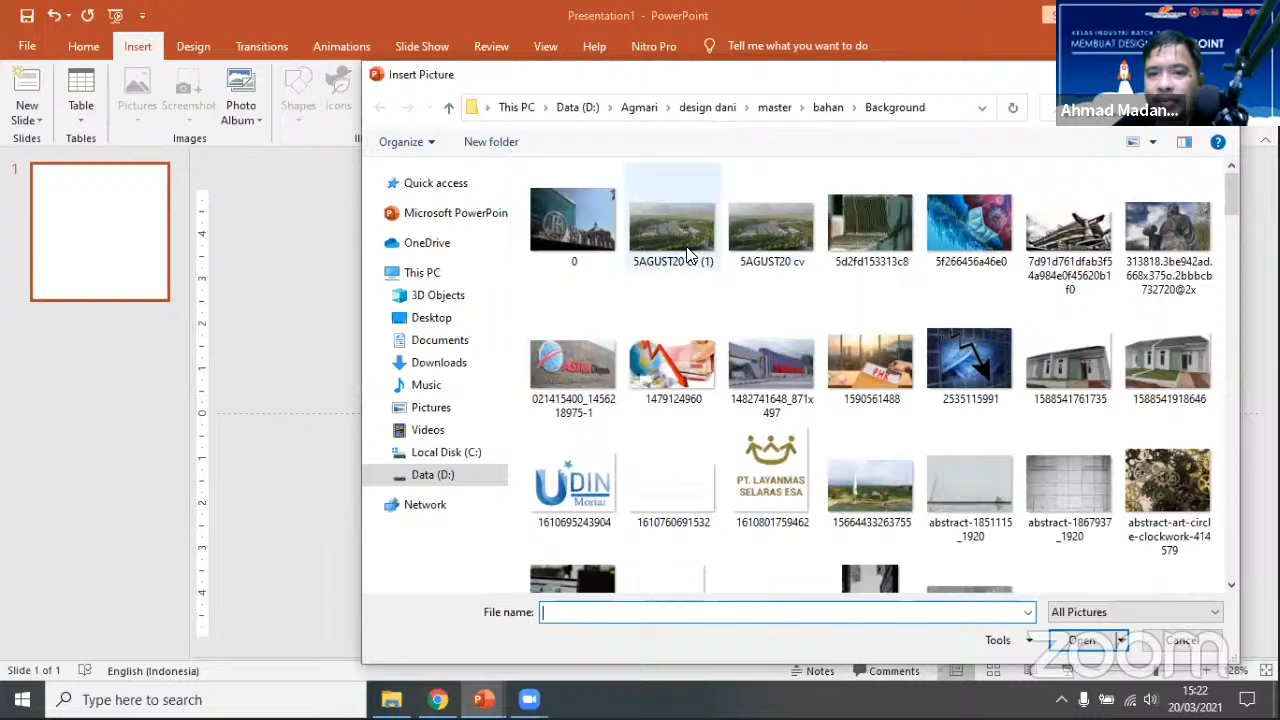 Presentation1 - PowerPoint
File
Home
Insert
Design
Transitions
Animations
Slide Show
Review
View
Help
Nitro Pro
Tell me what you want to do
New
Slide
Slides
Table
Tables
Pictures
Screenshot
Photo
Album
Images
Shapes
Icons
Insert Picture
This PC
Data (D:)
Agmari
design dani
master
bahan
Background
Organize
New folder
Quick access
Microsoft PowerPoin
OneDrive
This PC
3D Objects
Desktop
Documents
Downloads
Music
Pictures
Videos
Local Disk (C:)
Data (D:)
Network
0
5AGUST20 (1)
5AGUST20 cv
5d2fd153313c8
5f266456a46e0
7d91d761dfab3f5
4a984e0f45620b1
f0
313818.3be942ad.
668x375o.2bbbcb
732720@2x
021415400_14562
18975-1
1479124960
1482741648_871x
497
1590561488
2535115991
1588541761735
1588541918646
UDIN
Mortar
1610695243904
1610760691532
PT. LAYANMAS
SELARAS ESA
1610801759462
15664433263755
abstract-1851115
_1920
abstract-1867937
_1920
abstract-art-circl
e-clockwork-414
579
File name:
All Pictures
Tools
Open
Cancel
KELAS INDUSTRI BATCH
MEMBUAT DESIGN
Ahmad Madan...
zoom
1
Slide 1 of 1
English (Indonesia)
Notes
Comments
28%
Type here to search
15:22
20/03/2021